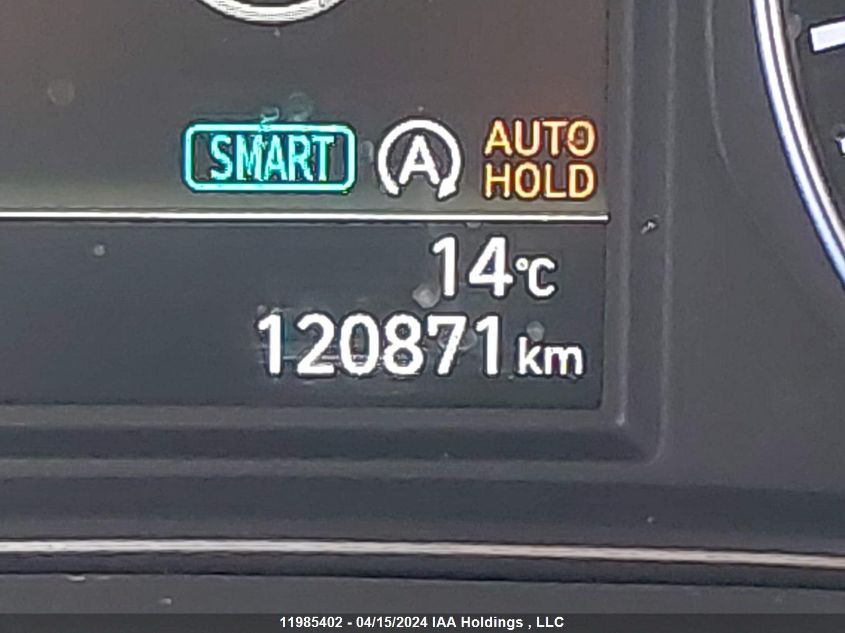 SMART A AUTO
HOLD
14°C
120871 km
11985402 - 04/15/2024 IAA Holdings , LLC